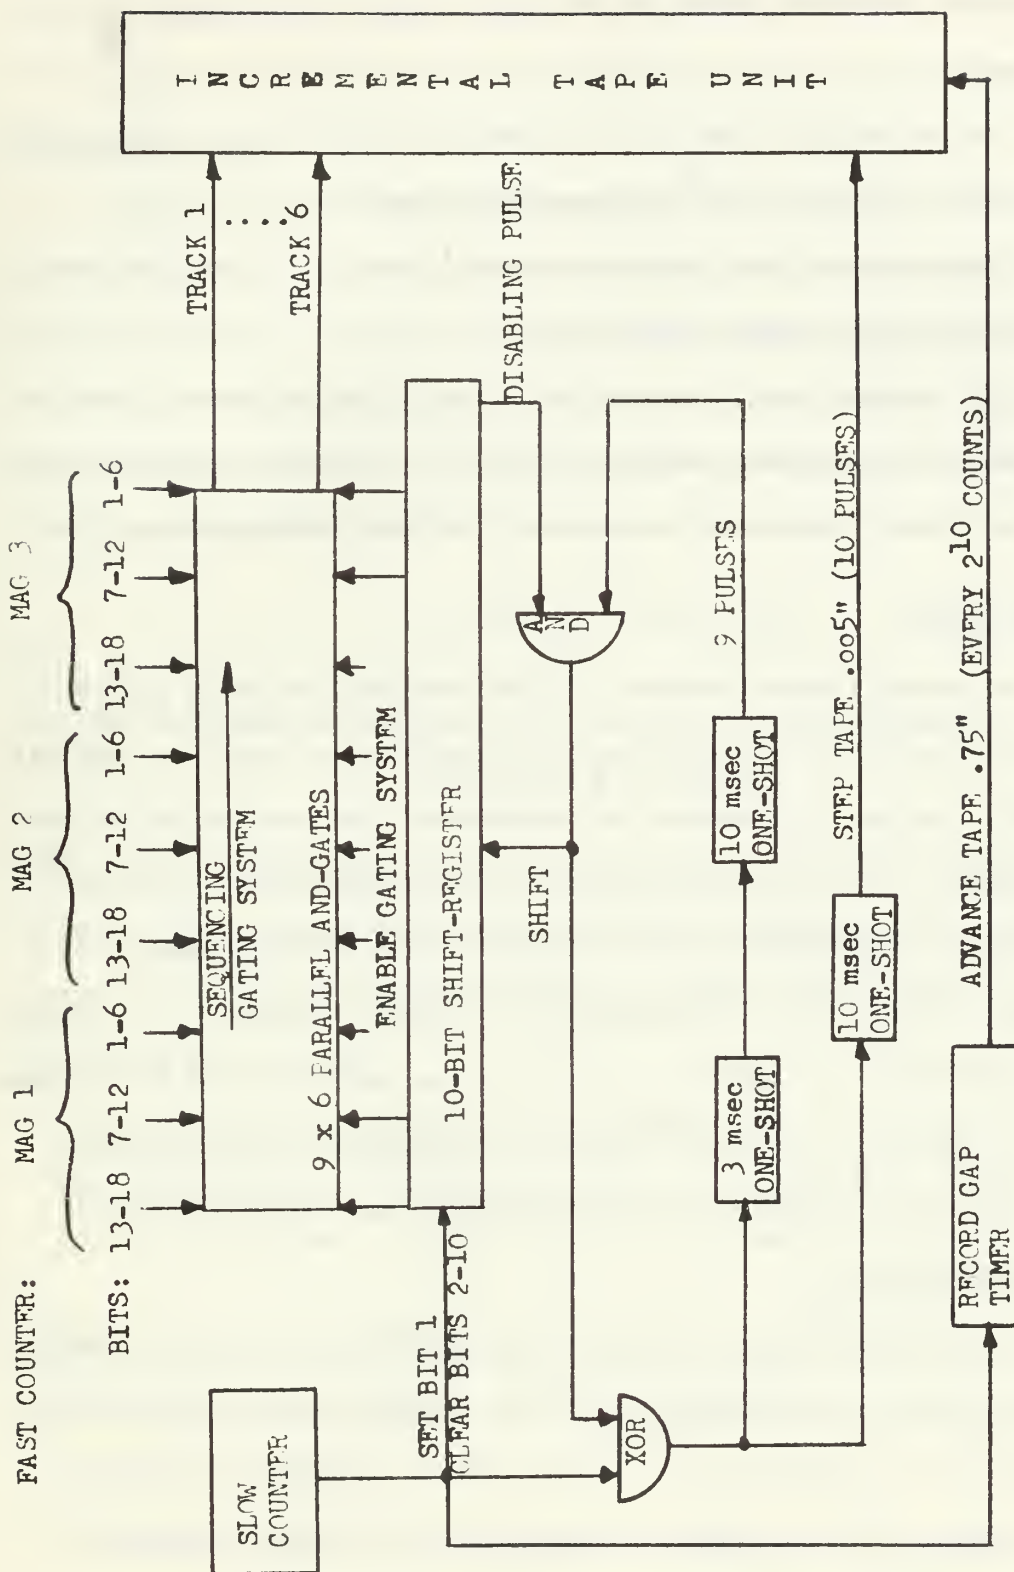 FAST COUNTER:
MAG 1
MAG 2
MAG 3
BITS: 13-18 7-12 1-6 13-18 7-12 1-6 13-18 7-12 1-6
SEQUENCING
GATING SYSTEM
9 x 6 PARALLEL AND-GATES
ENABLE GATING SYSTEM
10-BIT SHIFT-REGISTER
TRACK 1
TRACK 6
INCREMENTAL TAPE UNIT
SLOW
COUNTER
SET BIT 1
CLEAR BITS 2-10
SHIFT
DISABLING PULSE
AND
XOR
9 PULSES
3 msec
ONE-SHOT
10 msec
ONE-SHOT
10 msec
ONE-SHOT
STEP TAPE .005" (10 PULSES)
RECORD GAP
TIMER
ADVANCE TAPE .75" (EVERY 2^10 COUNTS)